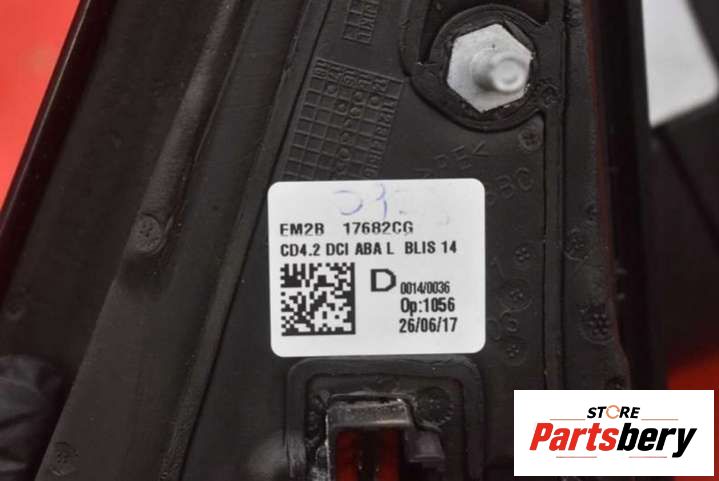 EM2B 17682CG
CD4.2 DCI ABA L BLIS 14
D 0014/0036
Op:1056
26/06/17
STORE
Partsbery